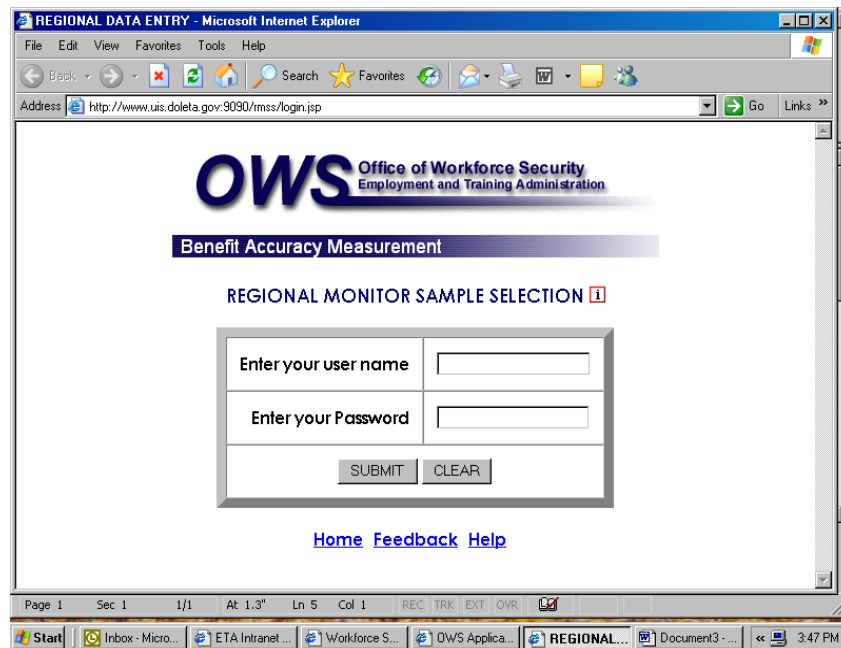 REGIONAL DATA ENTRY - Microsoft Internet Explorer
File Edit View Favorites Tools Help
Back Search Favorites
Address http://www.uis.doleta.gov:9090/rmss/login.jsp Go Links »
OWS Office of Workforce Security
Employment and Training Administration
Benefit Accuracy Measurement
REGIONAL MONITOR SAMPLE SELECTION i
Enter your user name
Enter your Password
SUBMIT CLEAR
Home Feedback Help
Page 1 Sec 1 1/1 At 1.3" Ln 5 Col 1 REC TRK EXT OVR
Start Inbox - Micro... ETA Intranet ... Workforce S... OWS Applica... REGIONAL... Document3 - ... « 3:47 PM